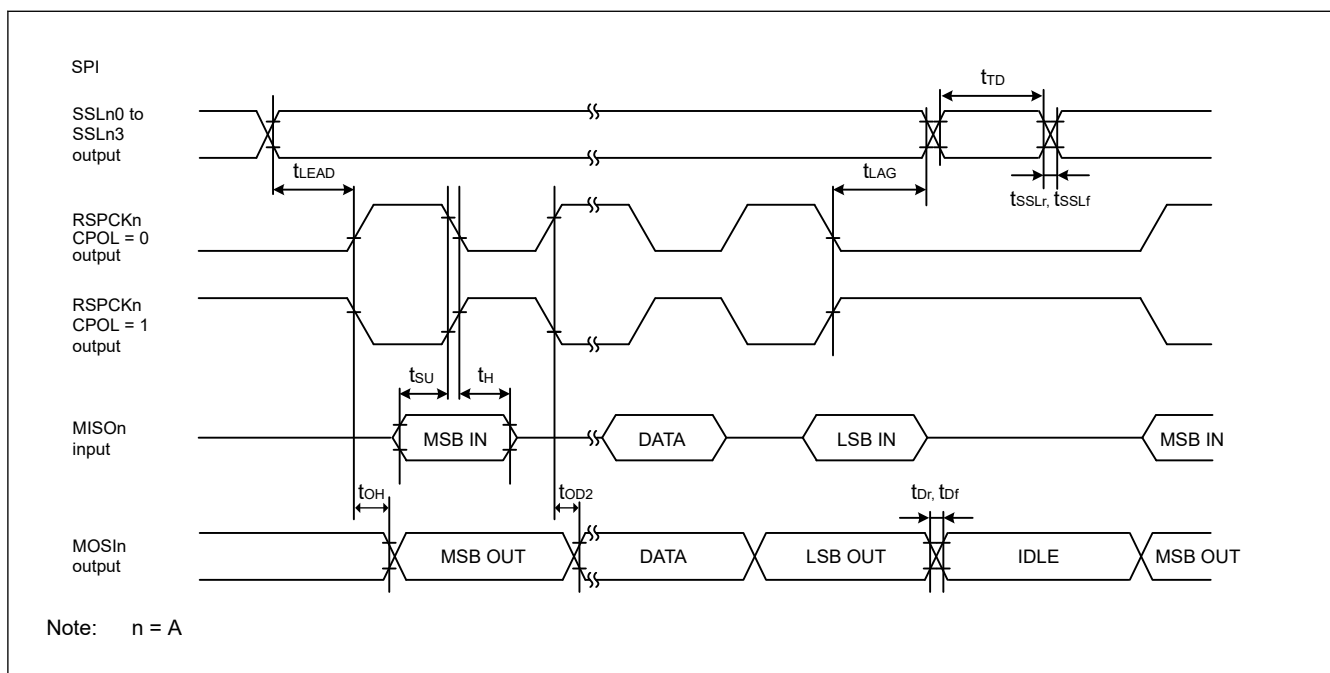 SPI
SSLn0 to
SSLn3
output
tTD
tLEAD
tLAG
tSSLr, tSSLf
RSPCKn
CPOL = 0
output
RSPCKn
CPOL = 1
output
tSU
tH
MISOn
input
MSB IN
DATA
LSB IN
MSB IN
tOH
tOD2
tDr, tDf
MOSIn
output
MSB OUT
DATA
LSB OUT
IDLE
MSB OUT
Note: n = A